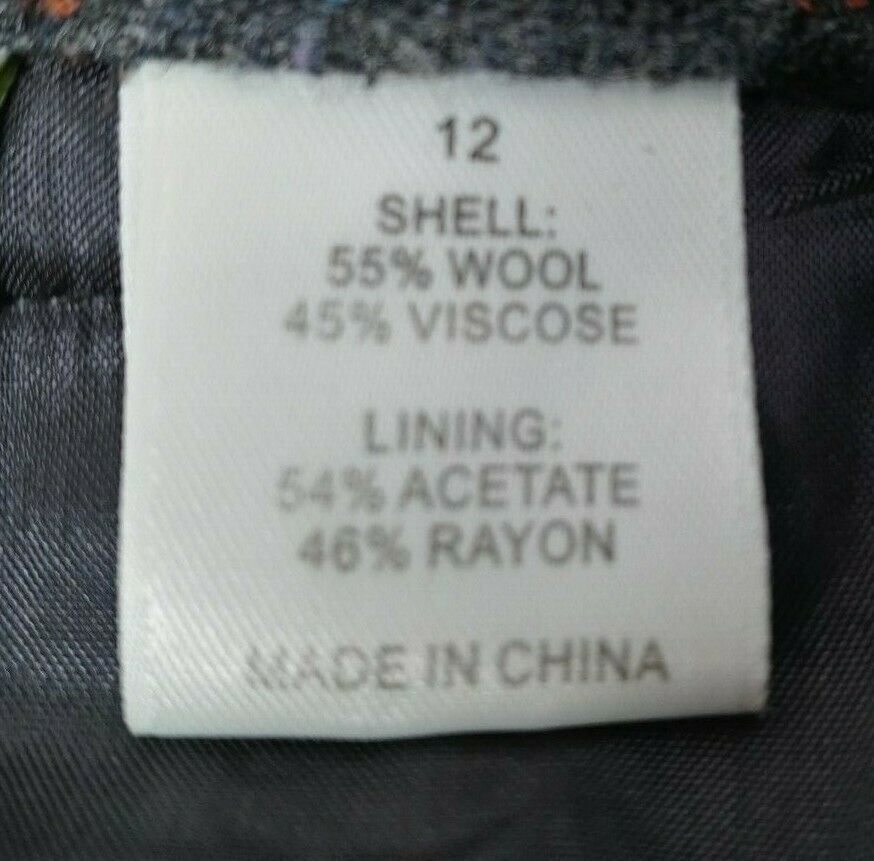 12
SHELL:
55% WOOL
45% VISCOSE
LINING:
54% ACETATE
46% RAYON
MADE IN CHINA